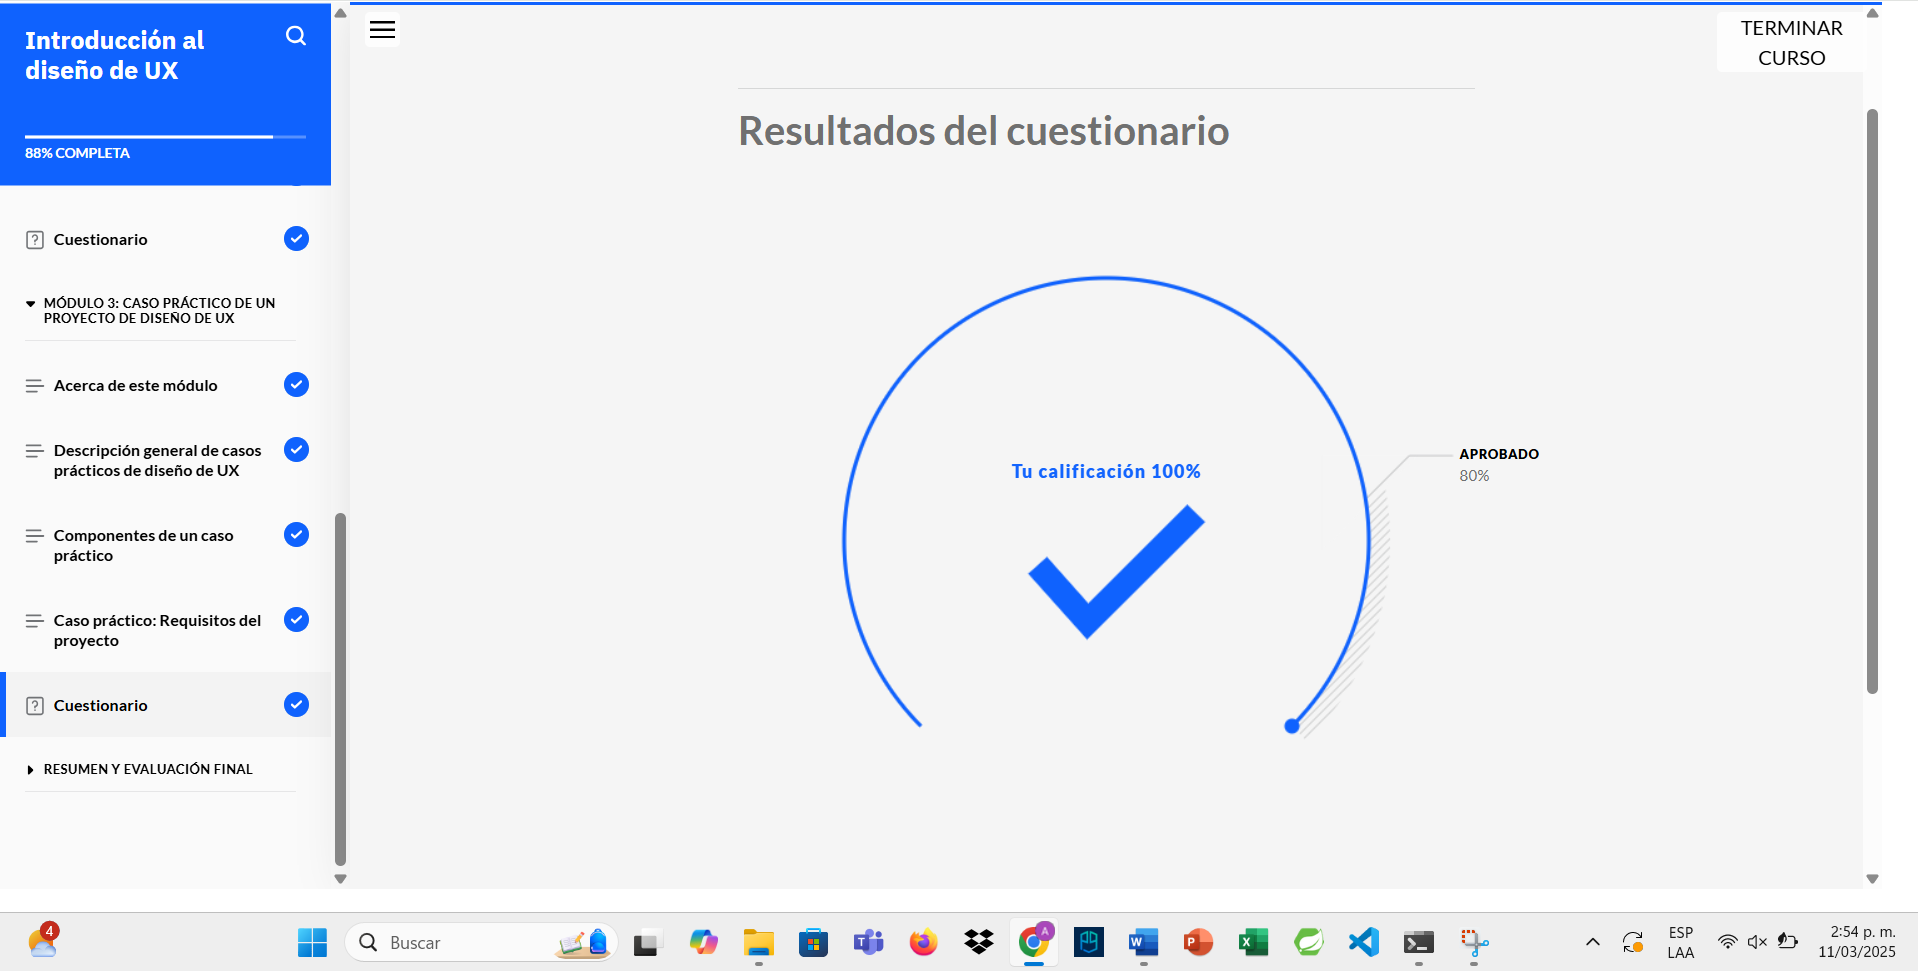 Introducción al
diseño de UX
88% COMPLETA
Cuestionario
MÓDULO 3: CASO PRÁCTICO DE UN
PROYECTO DE DISEÑO DE UX
Acerca de este módulo
Descripción general de casos
prácticos de diseño de UX
Componentes de un caso
práctico
Caso práctico: Requisitos del
proyecto
Cuestionario
RESUMEN Y EVALUACIÓN FINAL
TERMINAR
CURSO
Resultados del cuestionario
Tu calificación 100%
APROBADO
80%
4
Buscar
A
ESP
LAA
2:54 p. m.
11/03/2025